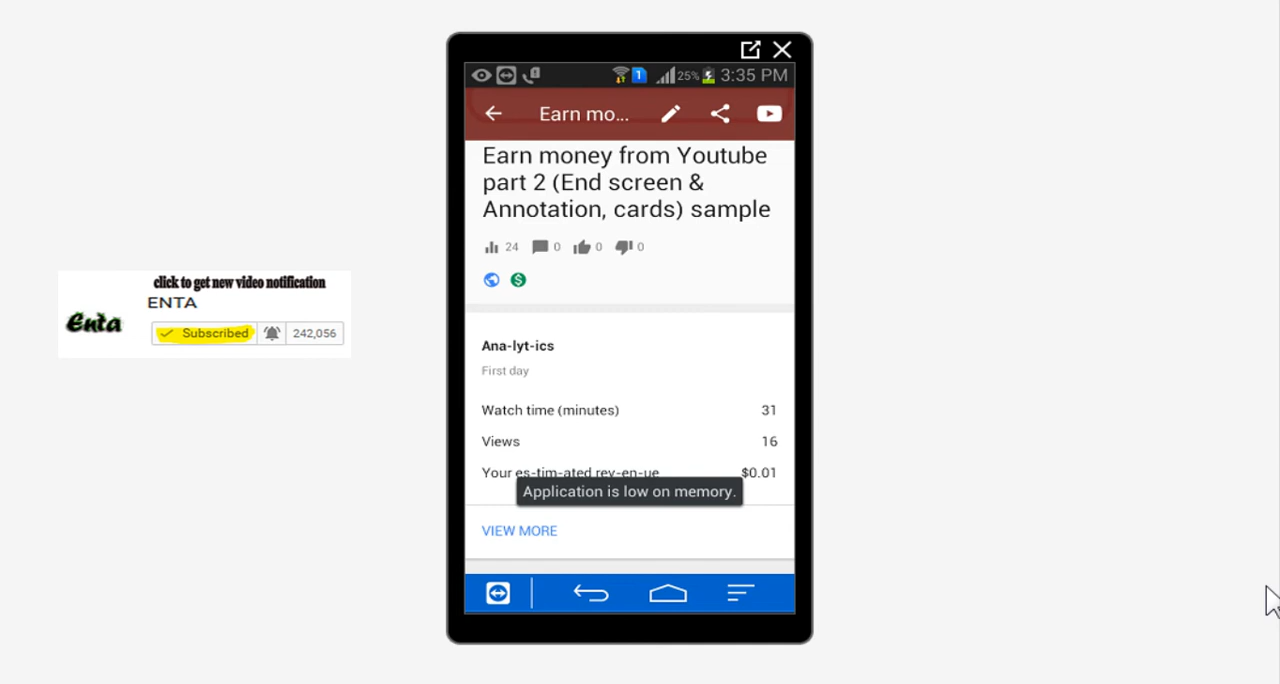 click to get new video notification
Enta
ENTA
Subscribed
242,056
1
25%
3:35 PM
Earn mo...
Earn money from Youtube
part 2 (End screen &
Annotation, cards) sample
24 0 0 0
Ana-lyt-ics
First day
Watch time (minutes) 31
Views 16
Your es-tim-ated rev-en-ue $0.01
Application is low on memory.
VIEW MORE